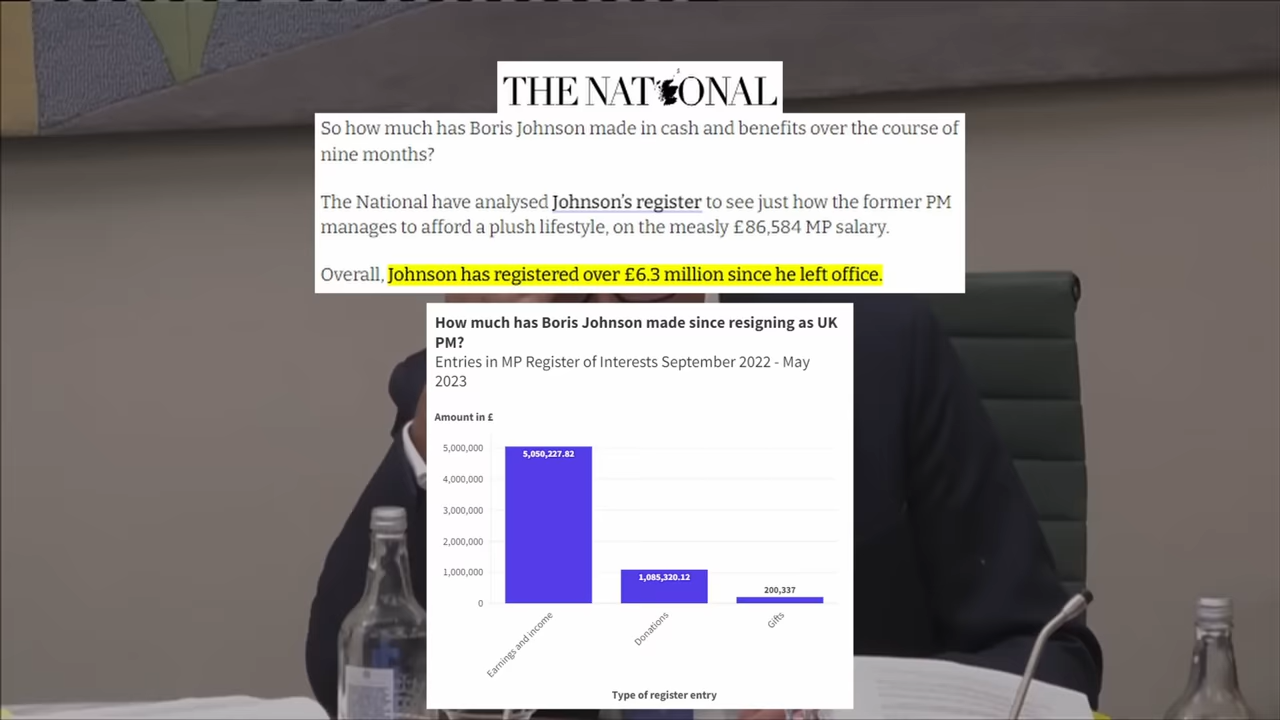 THE NATIONAL
So how much has Boris Johnson made in cash and benefits over the course of
nine months?
The National have analysed Johnson's register to see just how the former PM
manages to afford a plush lifestyle, on the measly £86,584 MP salary.
Overall, Johnson has registered over £6.3 million since he left office.
How much has Boris Johnson made since resigning as UK
PM?
Entries in MP Register of Interests September 2022 - May
2023
Amount in £
5,000,000
4,000,000
3,000,000
2,000,000
1,000,000
0
5,050,227.82
1,085,320.12
200,337
Earnings and income
Donations
Gifts
Type of register entry